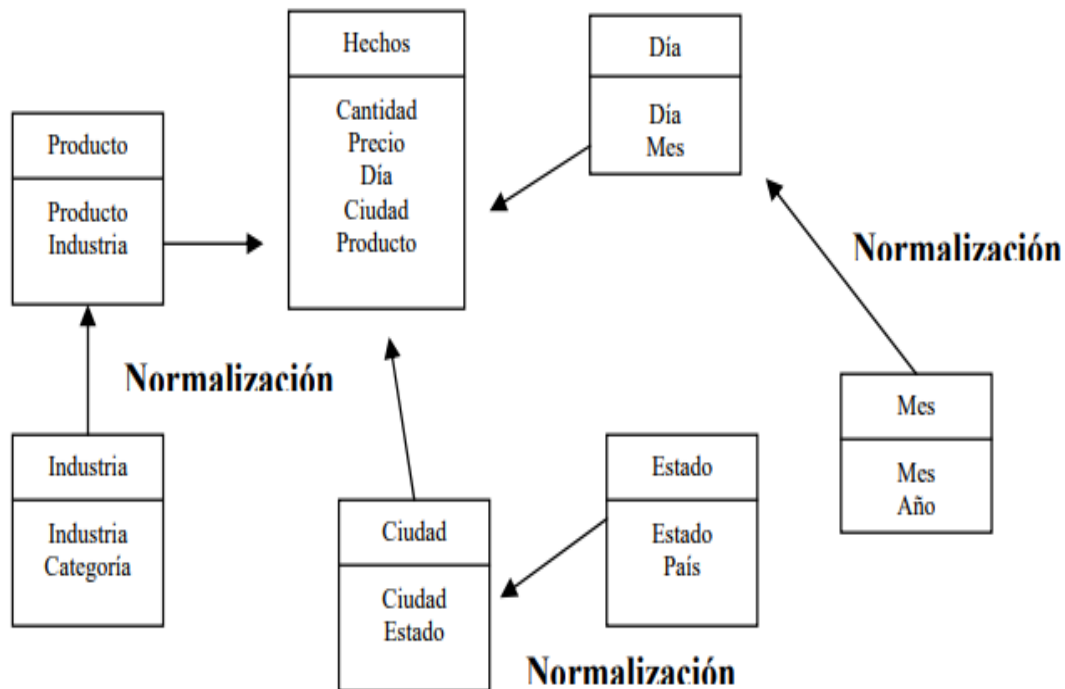 Hechos
Cantidad
Precio
Día
Ciudad
Producto
Día
Día
Mes
Producto
Producto
Industria
Normalización
Normalización
Mes
Mes
Año
Industria
Industria
Categoría
Ciudad
Ciudad
Estado
Estado
Estado
País
Normalización